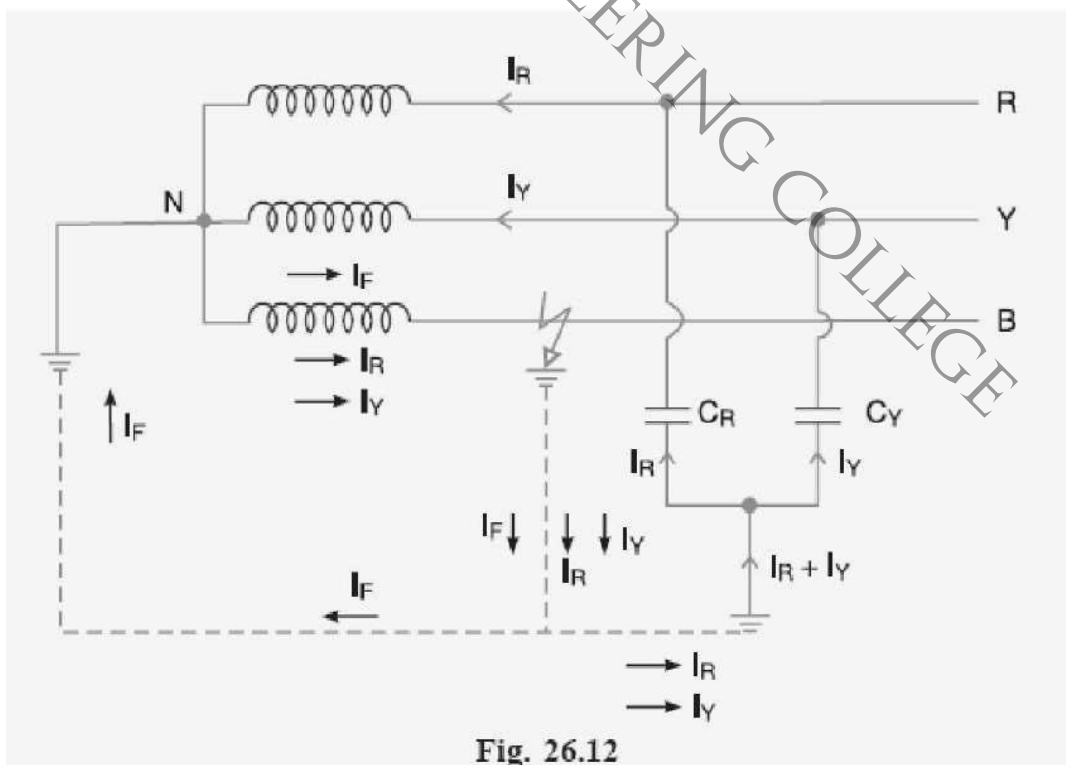 EERING COLLEGE
I_R
R
N
I_Y
Y
I_F
B
I_R
I_Y
I_F
C_R
C_Y
I_R
I_Y
I_F
I_R
I_Y
I_R + I_Y
I_F
I_R
I_Y
Fig. 26.12